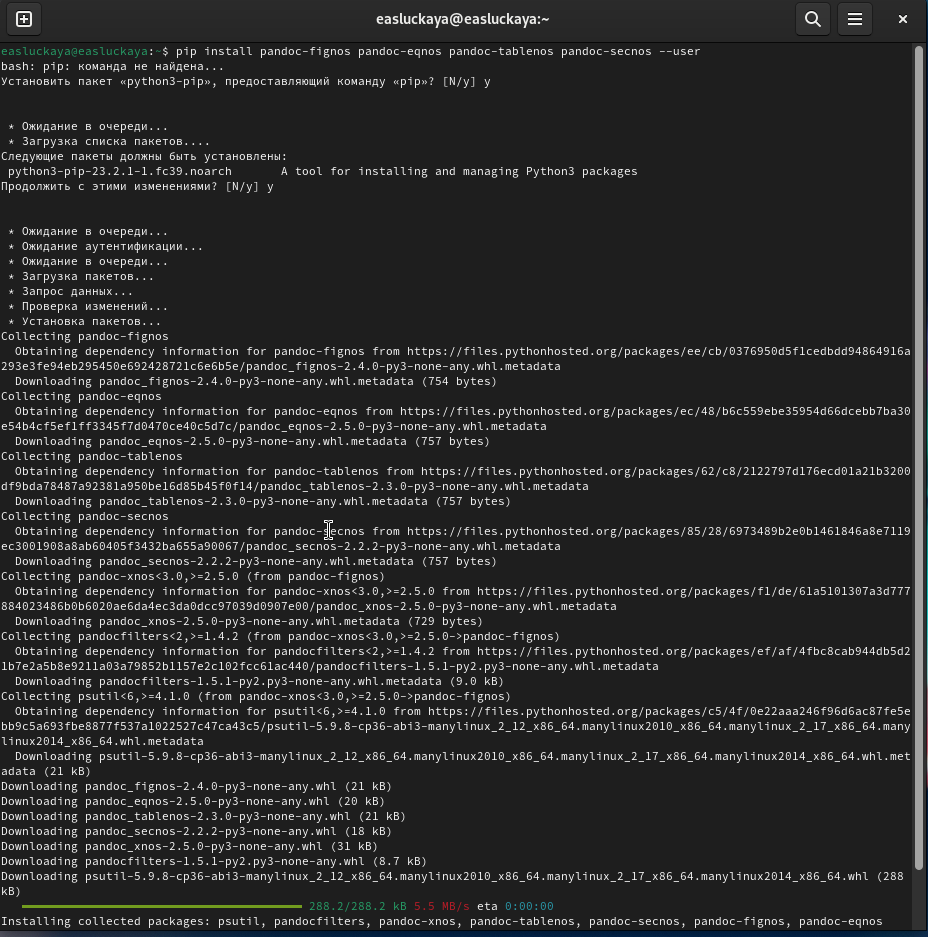 easluckaya@easluckaya:~
easluckaya@easluckaya:~$ pip install pandoc-fignos pandoc-eqnos pandoc-tablenos pandoc-secnos --user
bash: pip: команда не найдена...
Установить пакет «python3-pip», предоставляющий команду «pip»? [N/y] y
* Ожидание в очереди...
* Загрузка списка пакетов....
Следующие пакеты должны быть установлены:
python3-pip-23.2.1-1.fc39.noarch A tool for installing and managing Python3 packages
Продолжить с этими изменениями? [N/y] y
* Ожидание в очереди...
* Ожидание аутентификации...
* Ожидание в очереди...
* Загрузка пакетов...
* Запрос данных...
* Проверка изменений...
* Установка пакетов...
Collecting pandoc-fignos
Obtaining dependency information for pandoc-fignos from https://files.pythonhosted.org/packages/ee/cb/0376950d5f1cedbdd94864916a
293e3fe94eb295450e692428721c6e6b5e/pandoc_fignos-2.4.0-py3-none-any.whl.metadata
Downloading pandoc_fignos-2.4.0-py3-none-any.whl.metadata (754 bytes)
Collecting pandoc-eqnos
Obtaining dependency information for pandoc-eqnos from https://files.pythonhosted.org/packages/ec/48/b6c559ebe35954d66dcebb7ba30
e54b4cf5ef1ff3345f7d0470ce40c5d7c/pandoc_eqnos-2.5.0-py3-none-any.whl.metadata
Downloading pandoc_eqnos-2.5.0-py3-none-any.whl.metadata (757 bytes)
Collecting pandoc-tablenos
Obtaining dependency information for pandoc-tablenos from https://files.pythonhosted.org/packages/62/c8/2122797d176ecd01a21b3200
df9bda78487a92381a950be16d85b45f0f14/pandoc_tablenos-2.3.0-py3-none-any.whl.metadata
Downloading pandoc_tablenos-2.3.0-py3-none-any.whl.metadata (757 bytes)
Collecting pandoc-secnos
Obtaining dependency information for pandoc-secnos from https://files.pythonhosted.org/packages/85/28/6973489b2e0b1461846a8e7119
ec3001908a8ab60405f3432ba655a90067/pandoc_secnos-2.2.2-py3-none-any.whl.metadata
Downloading pandoc_secnos-2.2.2-py3-none-any.whl.metadata (757 bytes)
Collecting pandoc-xnos<3.0,>=2.5.0 (from pandoc-fignos)
Obtaining dependency information for pandoc-xnos<3.0,>=2.5.0 from https://files.pythonhosted.org/packages/f1/de/61a5101307a3d777
884023486b0b6020ae6da4ec3da0dcc97039d0907e00/pandoc_xnos-2.5.0-py3-none-any.whl.metadata
Downloading pandoc_xnos-2.5.0-py3-none-any.whl.metadata (729 bytes)
Collecting pandocfilters<2,>=1.4.2 (from pandoc-xnos<3.0,>=2.5.0->pandoc-fignos)
Obtaining dependency information for pandocfilters<2,>=1.4.2 from https://files.pythonhosted.org/packages/ef/af/4fbc8cab944db5d2
1b7e2a5b8e9211a03a79852b1157e2c102fcc61ac440/pandocfilters-1.5.1-py2.py3-none-any.whl.metadata
Downloading pandocfilters-1.5.1-py2.py3-none-any.whl.metadata (9.0 kB)
Collecting psutil<6,>=4.1.0 (from pandoc-xnos<3.0,>=2.5.0->pandoc-fignos)
Obtaining dependency information for psutil<6,>=4.1.0 from https://files.pythonhosted.org/packages/c5/4f/0e22aaa246f96d6ac87fe5e
bb9c5a693fbe8877f537a1022527c47ca43c5/psutil-5.9.8-cp36-abi3-manylinux_2_12_x86_64.manylinux2010_x86_64.manylinux_2_17_x86_64.many
linux2014_x86_64.whl.metadata
Downloading psutil-5.9.8-cp36-abi3-manylinux_2_12_x86_64.manylinux2010_x86_64.manylinux_2_17_x86_64.manylinux2014_x86_64.whl.met
adata (21 kB)
Downloading pandoc_fignos-2.4.0-py3-none-any.whl (21 kB)
Downloading pandoc_eqnos-2.5.0-py3-none-any.whl (20 kB)
Downloading pandoc_tablenos-2.3.0-py3-none-any.whl (21 kB)
Downloading pandoc_secnos-2.2.2-py3-none-any.whl (18 kB)
Downloading pandoc_xnos-2.5.0-py3-none-any.whl (31 kB)
Downloading pandocfilters-1.5.1-py2.py3-none-any.whl (8.7 kB)
Downloading psutil-5.9.8-cp36-abi3-manylinux_2_12_x86_64.manylinux2010_x86_64.manylinux_2_17_x86_64.manylinux2014_x86_64.whl (288
kB)
288.2/288.2 kB 5.5 MB/s eta 0:00:00
Installing collected packages: psutil, pandocfilters, pandoc-xnos, pandoc-tablenos, pandoc-secnos, pandoc-fignos, pandoc-eqnos